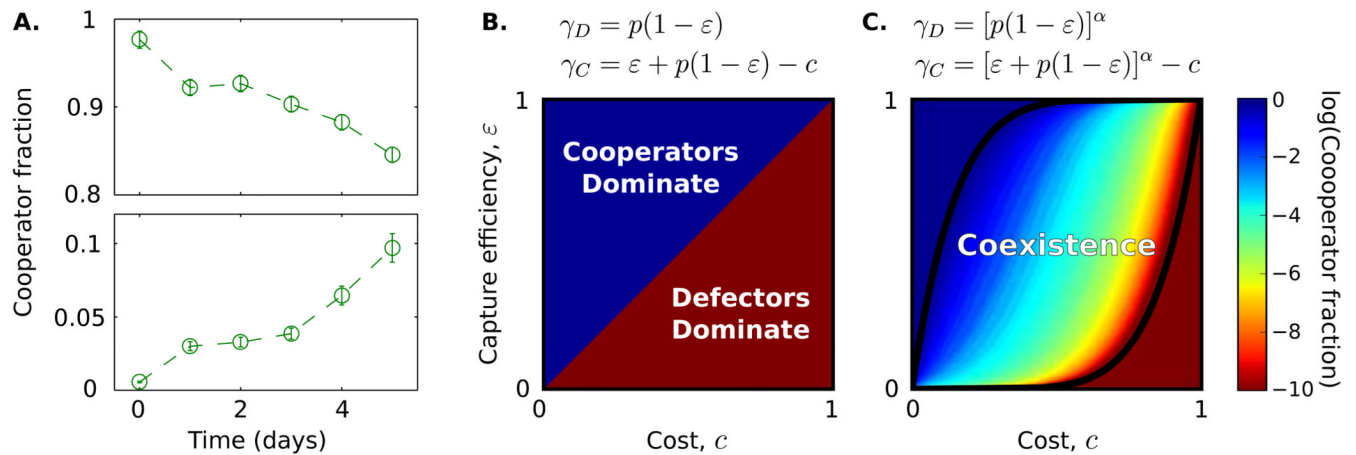 A.
1
0.9
0.8
0.1
0.05
0
Cooperator fraction
0 2 4
Time (days)
B.
γ_D = p(1 − ε)
γ_C = ε + p(1 − ε) − c
1
0
Capture efficiency, ε
Cooperators
Dominate
Defectors
Dominate
0 1
Cost, c
C.
γ_D = [p(1 − ε)]^α
γ_C = [ε + p(1 − ε)]^α − c
1
0
Coexistence
0 1
Cost, c
0
−2
−4
−6
−8
−10
log(Coooperator fraction)